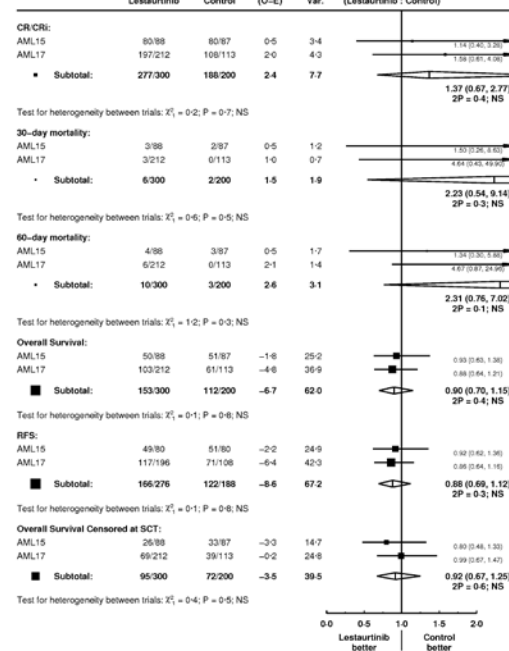 Lestaurtinib Control (O–E) Var. (Lestaurtinib : Control)
CR/CRi:
AML15 80/88 80/87 0·5 3·4 1·14 (0·40, 3·26)
AML17 197/212 108/113 2·0 4·3 1·58 (0·61, 4·08)
Subtotal: 277/300 188/200 2·4 7·7 1.37 (0.67, 2.77)
2P = 0·4; NS
Test for heterogeneity between trials: χ²₁ = 0·2; P = 0·7; NS
30–day mortality:
AML15 3/88 2/87 0·5 1·2 1.50 (0.26, 8.63)
AML17 3/212 0/113 1·0 0·7 4.64 (0.43, 49.90)
Subtotal: 6/300 2/200 1·5 1·9 2.23 (0.54, 9.14)
2P = 0·3; NS
Test for heterogeneity between trials: χ²₁ = 0·6; P = 0·5; NS
60–day mortality:
AML15 4/88 3/87 0·5 1·7 1.34 (0.30, 5.88)
AML17 6/212 0/113 2·1 1·4 4.67 (0.87, 24.96)
Subtotal: 10/300 3/200 2·6 3·1 2.31 (0.76, 7.02)
2P = 0·1; NS
Test for heterogeneity between trials: χ²₁ = 1·2; P = 0·3; NS
Overall Survival:
AML15 50/88 51/87 –1·8 25·2 0.93 (0.63, 1.38)
AML17 103/212 61/113 –4·8 36·9 0.88 (0.64, 1.21)
Subtotal: 153/300 112/200 –6·7 62·0 0.90 (0.70, 1.15)
2P = 0·4; NS
Test for heterogeneity between trials: χ²₁ = 0·1; P = 0·8; NS
RFS:
AML15 49/80 51/80 –2·2 24·9 0.92 (0.62, 1.36)
AML17 117/196 71/108 –6·4 42·3 0.86 (0.64, 1.16)
Subtotal: 166/276 122/188 –8·6 67·2 0.88 (0.69, 1.12)
2P = 0·3; NS
Test for heterogeneity between trials: χ²₁ = 0·1; P = 0·8; NS
Overall Survival Censored at SCT:
AML15 26/88 33/87 –3·3 14·7 0.80 (0.48, 1.33)
AML17 69/212 39/113 –0·2 24·8 0.99 (0.67, 1.47)
Subtotal: 95/300 72/200 –3·5 39·5 0.92 (0.67, 1.25)
2P = 0·6; NS
Test for heterogeneity between trials: χ²₁ = 0·4; P = 0·5; NS
0·0 0·5 1·0 1·5 2·0
Lestaurtinib Control
better better